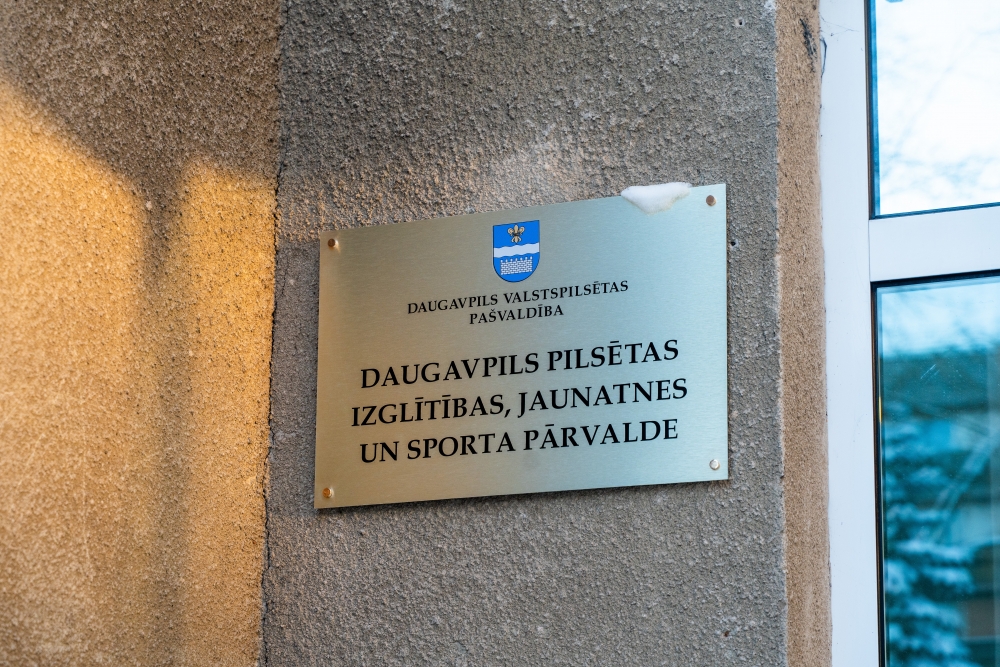 DAUGAVPILS VALSTSPILSĒTAS
PAŠVALDĪBA
DAUGAVPILS PILSĒTAS
IZGLĪTĪBAS, JAUNATNES
UN SPORTA PĀRVALDE